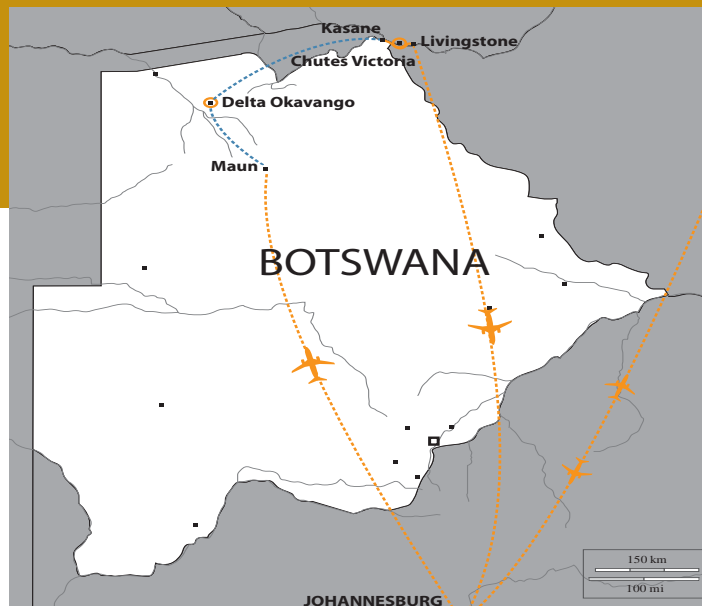 Kasane
Livingstone
Chutes Victoria
Delta Okavango
Maun
BOTSWANA
150 km
100 mi
JOHANNESBURG